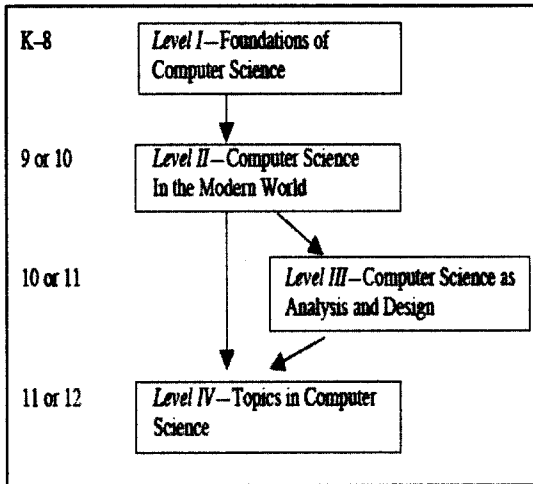 K–8
Level I—Foundations of
Computer Science
9 or 10
Level II—Computer Science
In the Modern World
10 or 11
Level III—Computer Science as
Analysis and Design
11 or 12
Level IV—Topics in Computer
Science